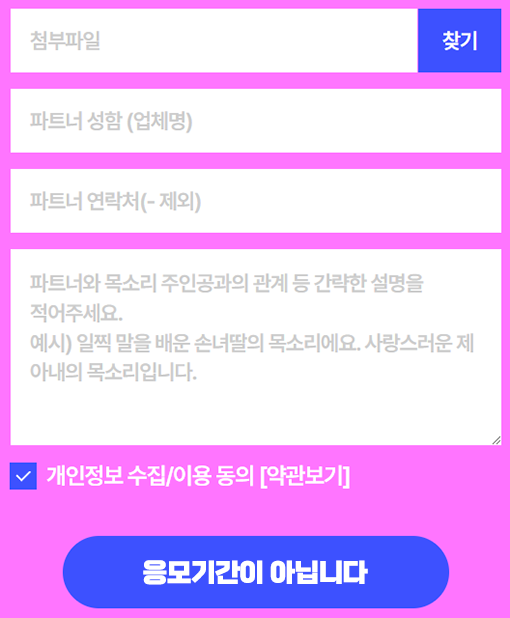 첨부파일
찾기
파트너 성함 (업체명)
파트너 연락처(- 제외)
파트너와 목소리 주인공과의 관계 등 간략한 설명을
적어주세요.
예시) 일찍 말을 배운 손녀딸의 목소리에요. 사랑스러운 제
아내의 목소리입니다.
개인정보 수집/이용 동의 [약관보기]
응모기간이 아닙니다